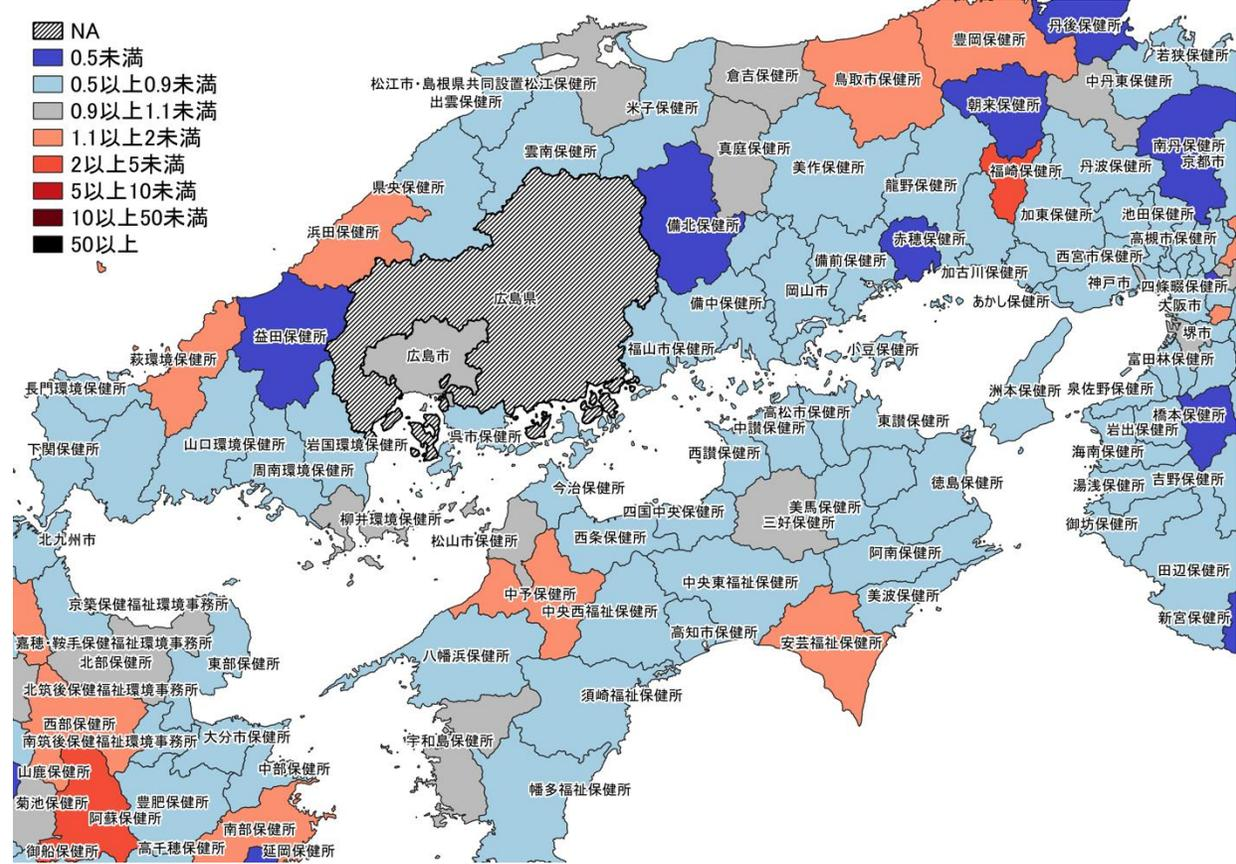 NA
0.5未満
0.5以上0.9未満
0.9以上1.1未満
1.1以上2未満
2以上5未満
5以上10未満
10以上50未満
50以上
丹後保健所
豊岡保健所
若狭保健所
倉吉保健所
鳥取市保健所
中丹東保健所
松江市・島根県共同設置松江保健所
出雲保健所
米子保健所
朝来保健所
雲南保健所
真庭保健所
美作保健所
南丹保健所
京都市
福崎保健所
丹波保健所
県央保健所
龍野保健所
加東保健所
池田保健所
浜田保健所
備北保健所
赤穂保健所
高槻市保健所
備前保健所
西宮市保健所
加古川保健所
神戸市
四條畷保健所
広島県
岡山市
備中保健所
あかし保健所
大阪市
益田保健所
堺市
広島市
福山市保健所
小豆保健所
富田林保健所
萩環境保健所
長門環境保健所
洲本保健所
泉佐野保健所
高松市保健所
中讃保健所
東讃保健所
橋本保健所
岩出保健所
下関保健所
山口環境保健所
岩国環境保健所
呉市保健所
西讃保健所
海南保健所
周南環境保健所
今治保健所
徳島保健所
湯浅保健所
吉野保健所
四国中央保健所
美馬保健所
三好保健所
柳井環境保健所
御坊保健所
北九州市
松山市保健所
西条保健所
阿南保健所
田辺保健所
中予保健所
中央東福祉保健所
美波保健所
京築保健福祉環境事務所
中央西福祉保健所
新宮保健所
嘉穂・鞍手保健福祉環境事務所
高知市保健所
安芸福祉保健所
北部保健所
東部保健所
八幡浜保健所
北筑後保健福祉環境事務所
須崎福祉保健所
西部保健所
南筑後保健福祉環境事務所
大分市保健所
宇和島保健所
山鹿保健所
中部保健所
菊池保健所
豊肥保健所
幡多福祉保健所
阿蘇保健所
南部保健所
御船保健所
高千穂保健所
延岡保健所